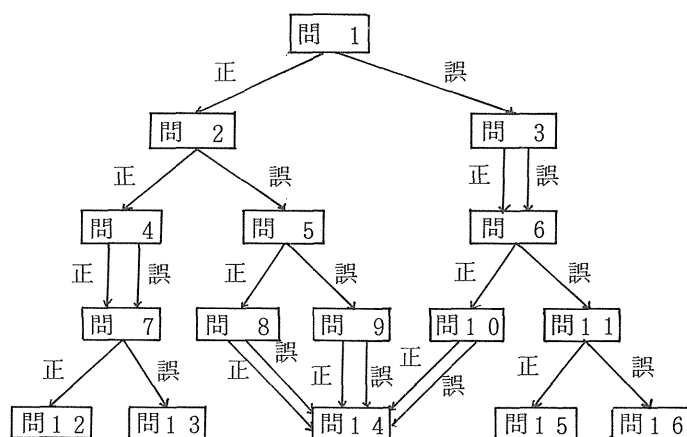 問 1
正 誤
問 2 問 3
正 誤 正 誤
問 4 問 5 問 6
正 誤 正 誤 正 誤
問 7 問 8 問 9 問10 問11
正 誤 正 誤 正 誤 正 誤 正 誤
問12 問13 問14 問15 問16